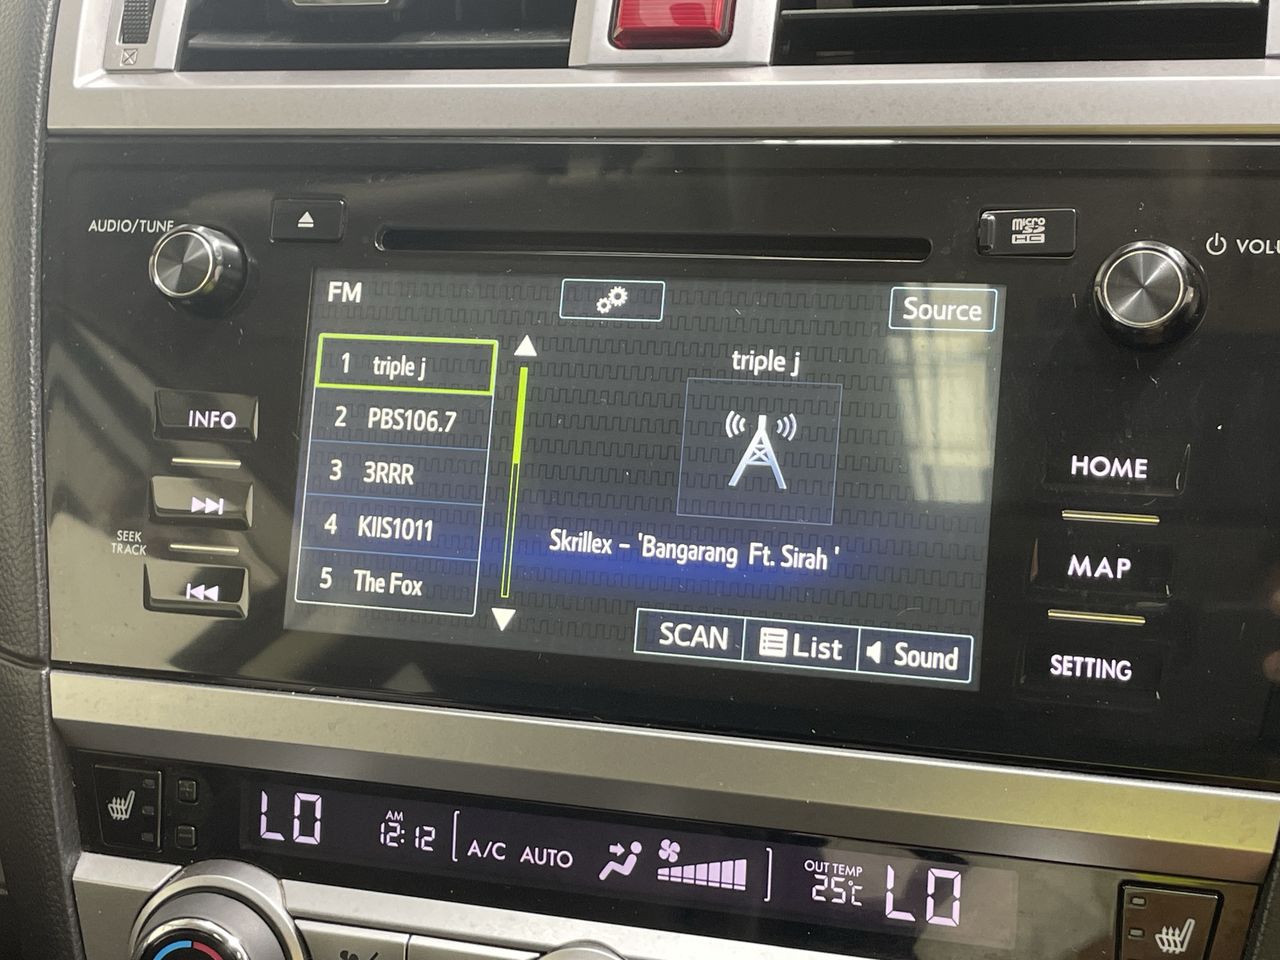 AUDIO/TUNE
micro
SD
HC
VOLU
FM
Source
1 triple j
2 PBS106.7
3 3RRR
4 KIIS1011
5 The Fox
triple j
Skrillex - 'Bangarang Ft. Sirah '
SCAN List Sound
INFO
SEEK
TRACK
HOME
MAP
SETTING
LO
AM
12:12
A/C AUTO
OUT TEMP
25°C
LO